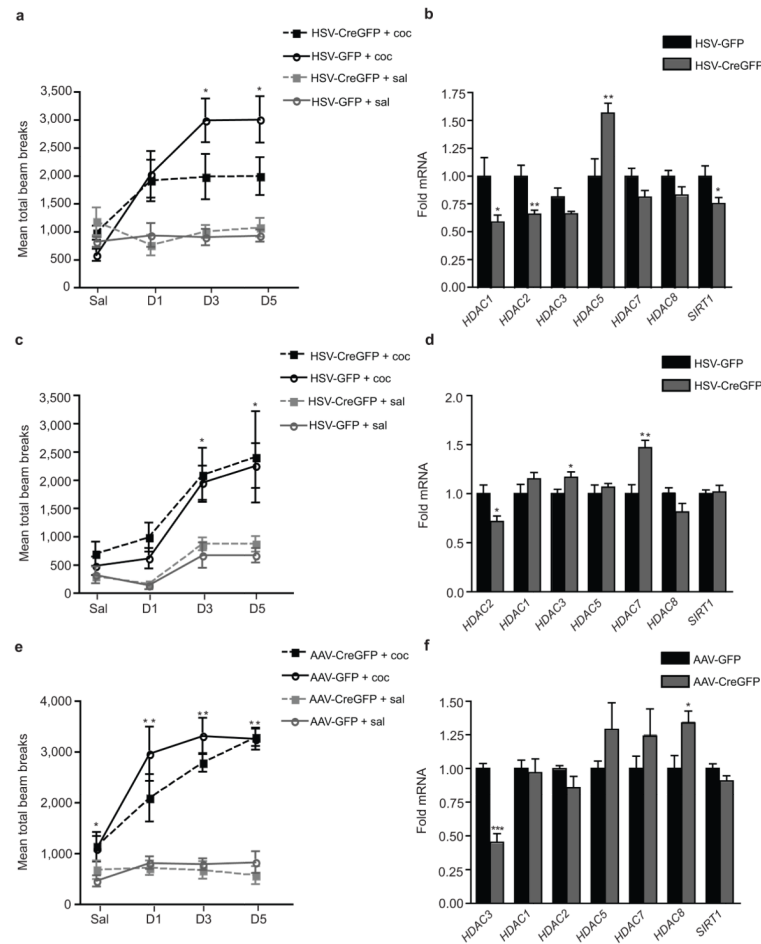 a
HSV-CreGFP + coc
HSV-GFP + coc
HSV-CreGFP + sal
HSV-GFP + sal
Mean total beam breaks
3,500
3,000
2,500
2,000
1,500
1,000
500
0
* *
Sal D1 D3 D5
b
HSV-GFP
HSV-CreGFP
Fold mRNA
1.75
1.50
1.25
1.00
0.75
0.50
0.25
0.00
* ** ** *
HDAC1 HDAC2 HDAC3 HDAC5 HDAC7 HDAC8 SIRT1
c
HSV-CreGFP + coc
HSV-GFP + coc
HSV-CreGFP + sal
HSV-GFP + sal
Mean total beam breaks
3,500
3,000
2,500
2,000
1,500
1,000
500
0
* *
Sal D1 D3 D5
d
HSV-GFP
HSV-CreGFP
Fold mRNA
2.0
1.5
1.0
0.5
0.0
* * **
HDAC2 HDAC1 HDAC3 HDAC5 HDAC7 HDAC8 SIRT1
e
AAV-CreGFP + coc
AAV-GFP + coc
AAV-CreGFP + sal
AAV-GFP + sal
Mean total beam breaks
4,000
3,000
2,000
1,000
0
* ** ** **
Sal D1 D3 D5
f
AAV-GFP
AAV-CreGFP
Fold mRNA
1.50
1.25
1.00
0.75
0.50
0.25
0.00
*** *
HDAC3 HDAC1 HDAC2 HDAC5 HDAC7 HDAC8 SIRT1